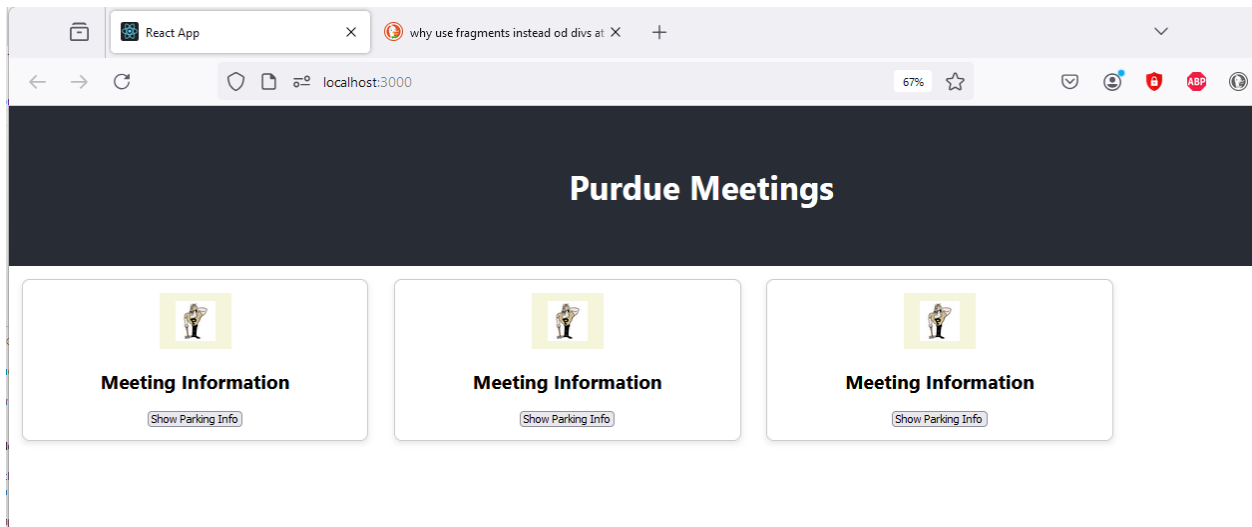 React App
why use fragments instead od divs at
localhost:3000
67%
ABP
Purdue Meetings
Meeting Information
Show Parking Info
Meeting Information
Show Parking Info
Meeting Information
Show Parking Info